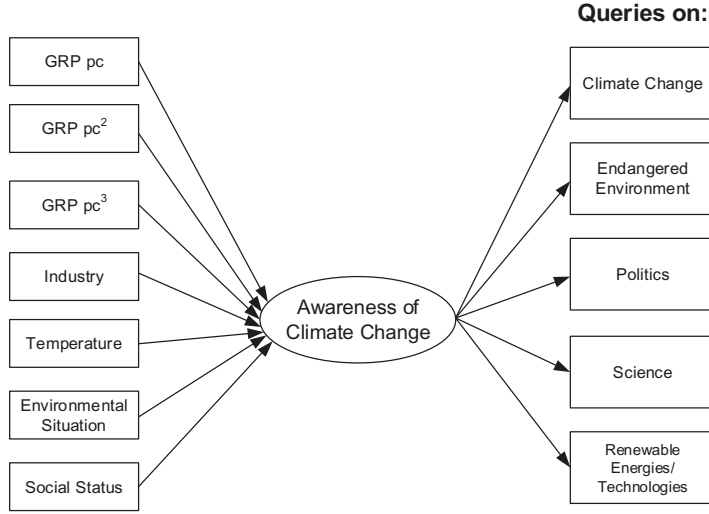 Queries on:
GRP pc
GRP pc²
GRP pc³
Industry
Temperature
Environmental
Situation
Social Status
Awareness of
Climate Change
Climate Change
Endangered
Environment
Politics
Science
Renewable
Energies/
Technologies